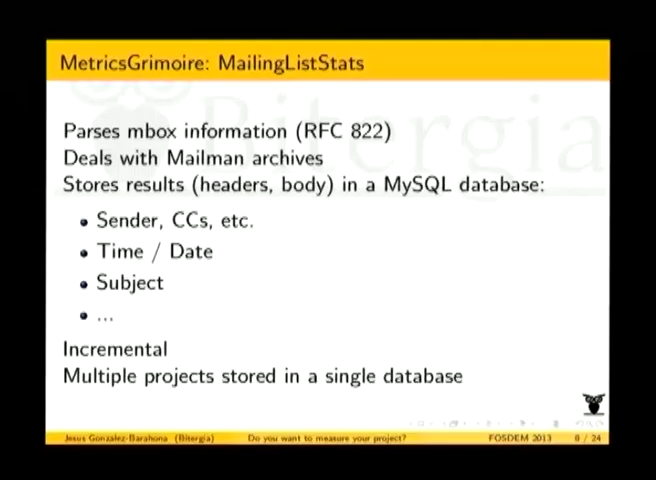 MetricsGrimoire: MailingListStats
Bitergia
Parses mbox information (RFC 822)
Deals with Mailman archives
Stores results (headers, body) in a MySQL database:
• Sender, CCs, etc.
• Time / Date
• Subject
• ...
Incremental
Multiple projects stored in a single database
Jesus Gonzalez-Barahona (Bitergia) Do you want to measure your project? FOSDEM 2013 8 / 24